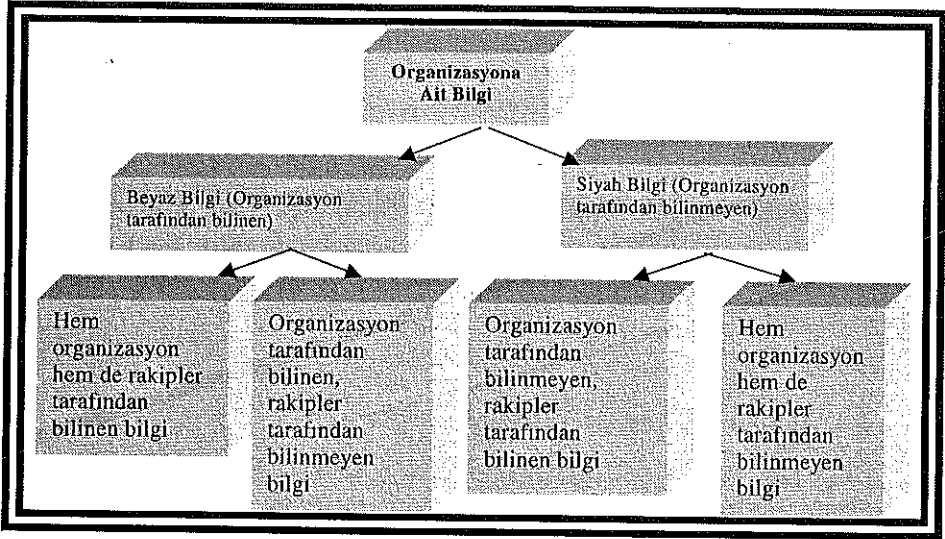 Organizasyona
Ait Bilgi
Beyaz Bilgi (Organizasyon
tarafından bilinen)
Siyah Bilgi (Organizasyon
tarafından bilinmeyen)
Hem
organizasyon
hem de rakipler
tarafından
bilinen bilgi
Organizasyon
tarafından
bilinen,
rakipler
tarafından
bilinmeyen
bilgi
Organizasyon
tarafından
bilinmeyen,
rakipler
tarafından
bilinen bilgi
Hem
organizasyon
hem de
rakipler
tarafından
bilinmeyen
bilgi